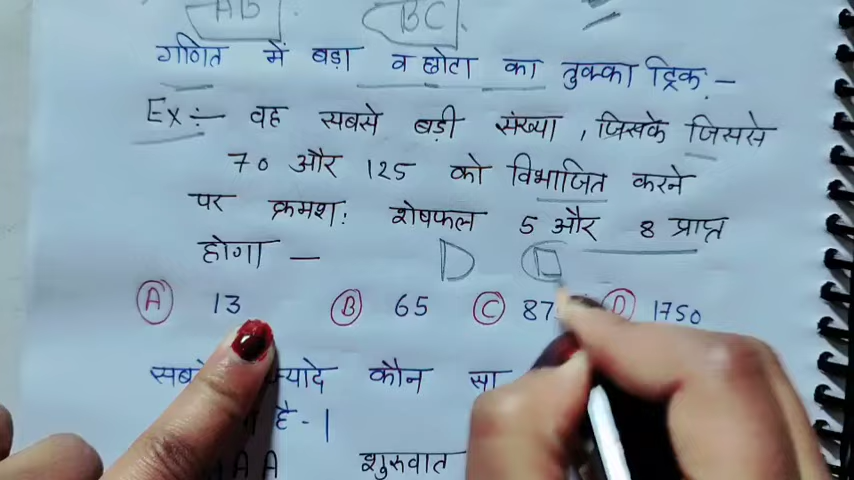 AB BC
गणित में बड़ा व छोटा का तुक्का ट्रिक:-
Ex:- वह सबसे बड़ी संख्या, जिसके जिससे
70 और 125 को विभाजित करने
पर क्रमश: शेषफल 5 और 8 प्राप्त
होगा - D D
A 13 B 65 C 87 D 1750
सबसे ज्यादे कौन सा
है-।
A A शुरुवात